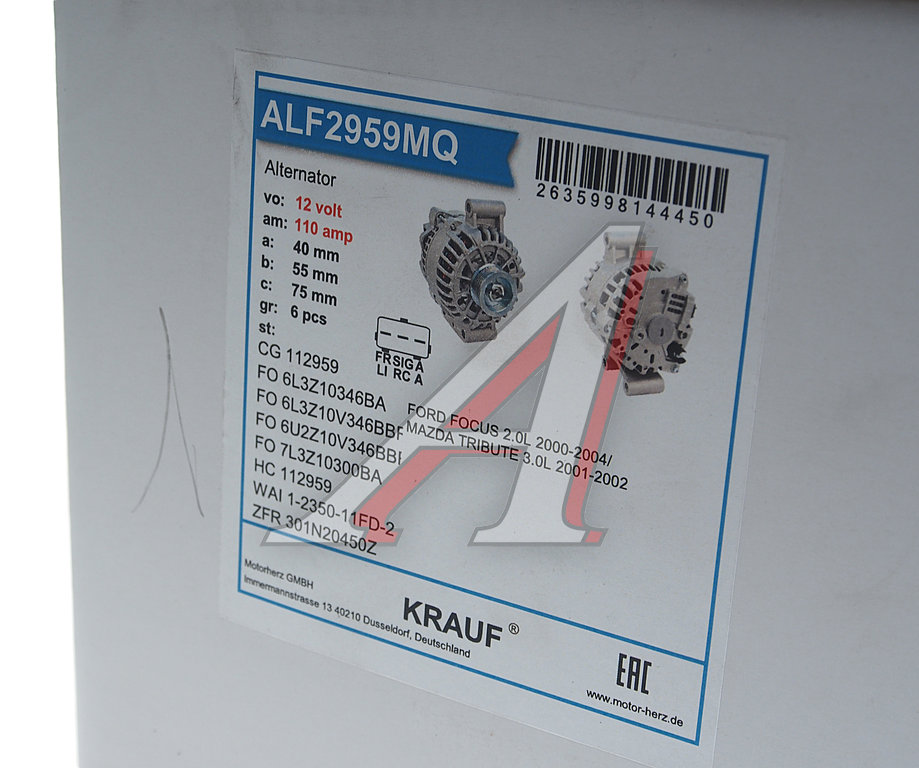 ALF2959MQ
2635998144450
Alternator
vo: 12 volt
am: 110 amp
a: 40 mm
b: 55 mm
c: 75 mm
gr: 6 pcs
st:
FR SIG A
LI RC A
CG 112959
FO 6L3Z10346BA
FO 6L3Z10V346BBF
FO 6U2Z10V346BBF
FO 7L3Z10300BA
HC 112959
WAI 1-2350-11FD-2
ZFR 301N20450Z
FORD FOCUS 2.0L 2000-2004/
MAZDA TRIBUTE 3.0L 2001-2002
Motorherz GMBH
Immermannstrasse 13 40210 Dusseldorf, Deutschland
KRAUF ®
EAC
www.motor-herz.de